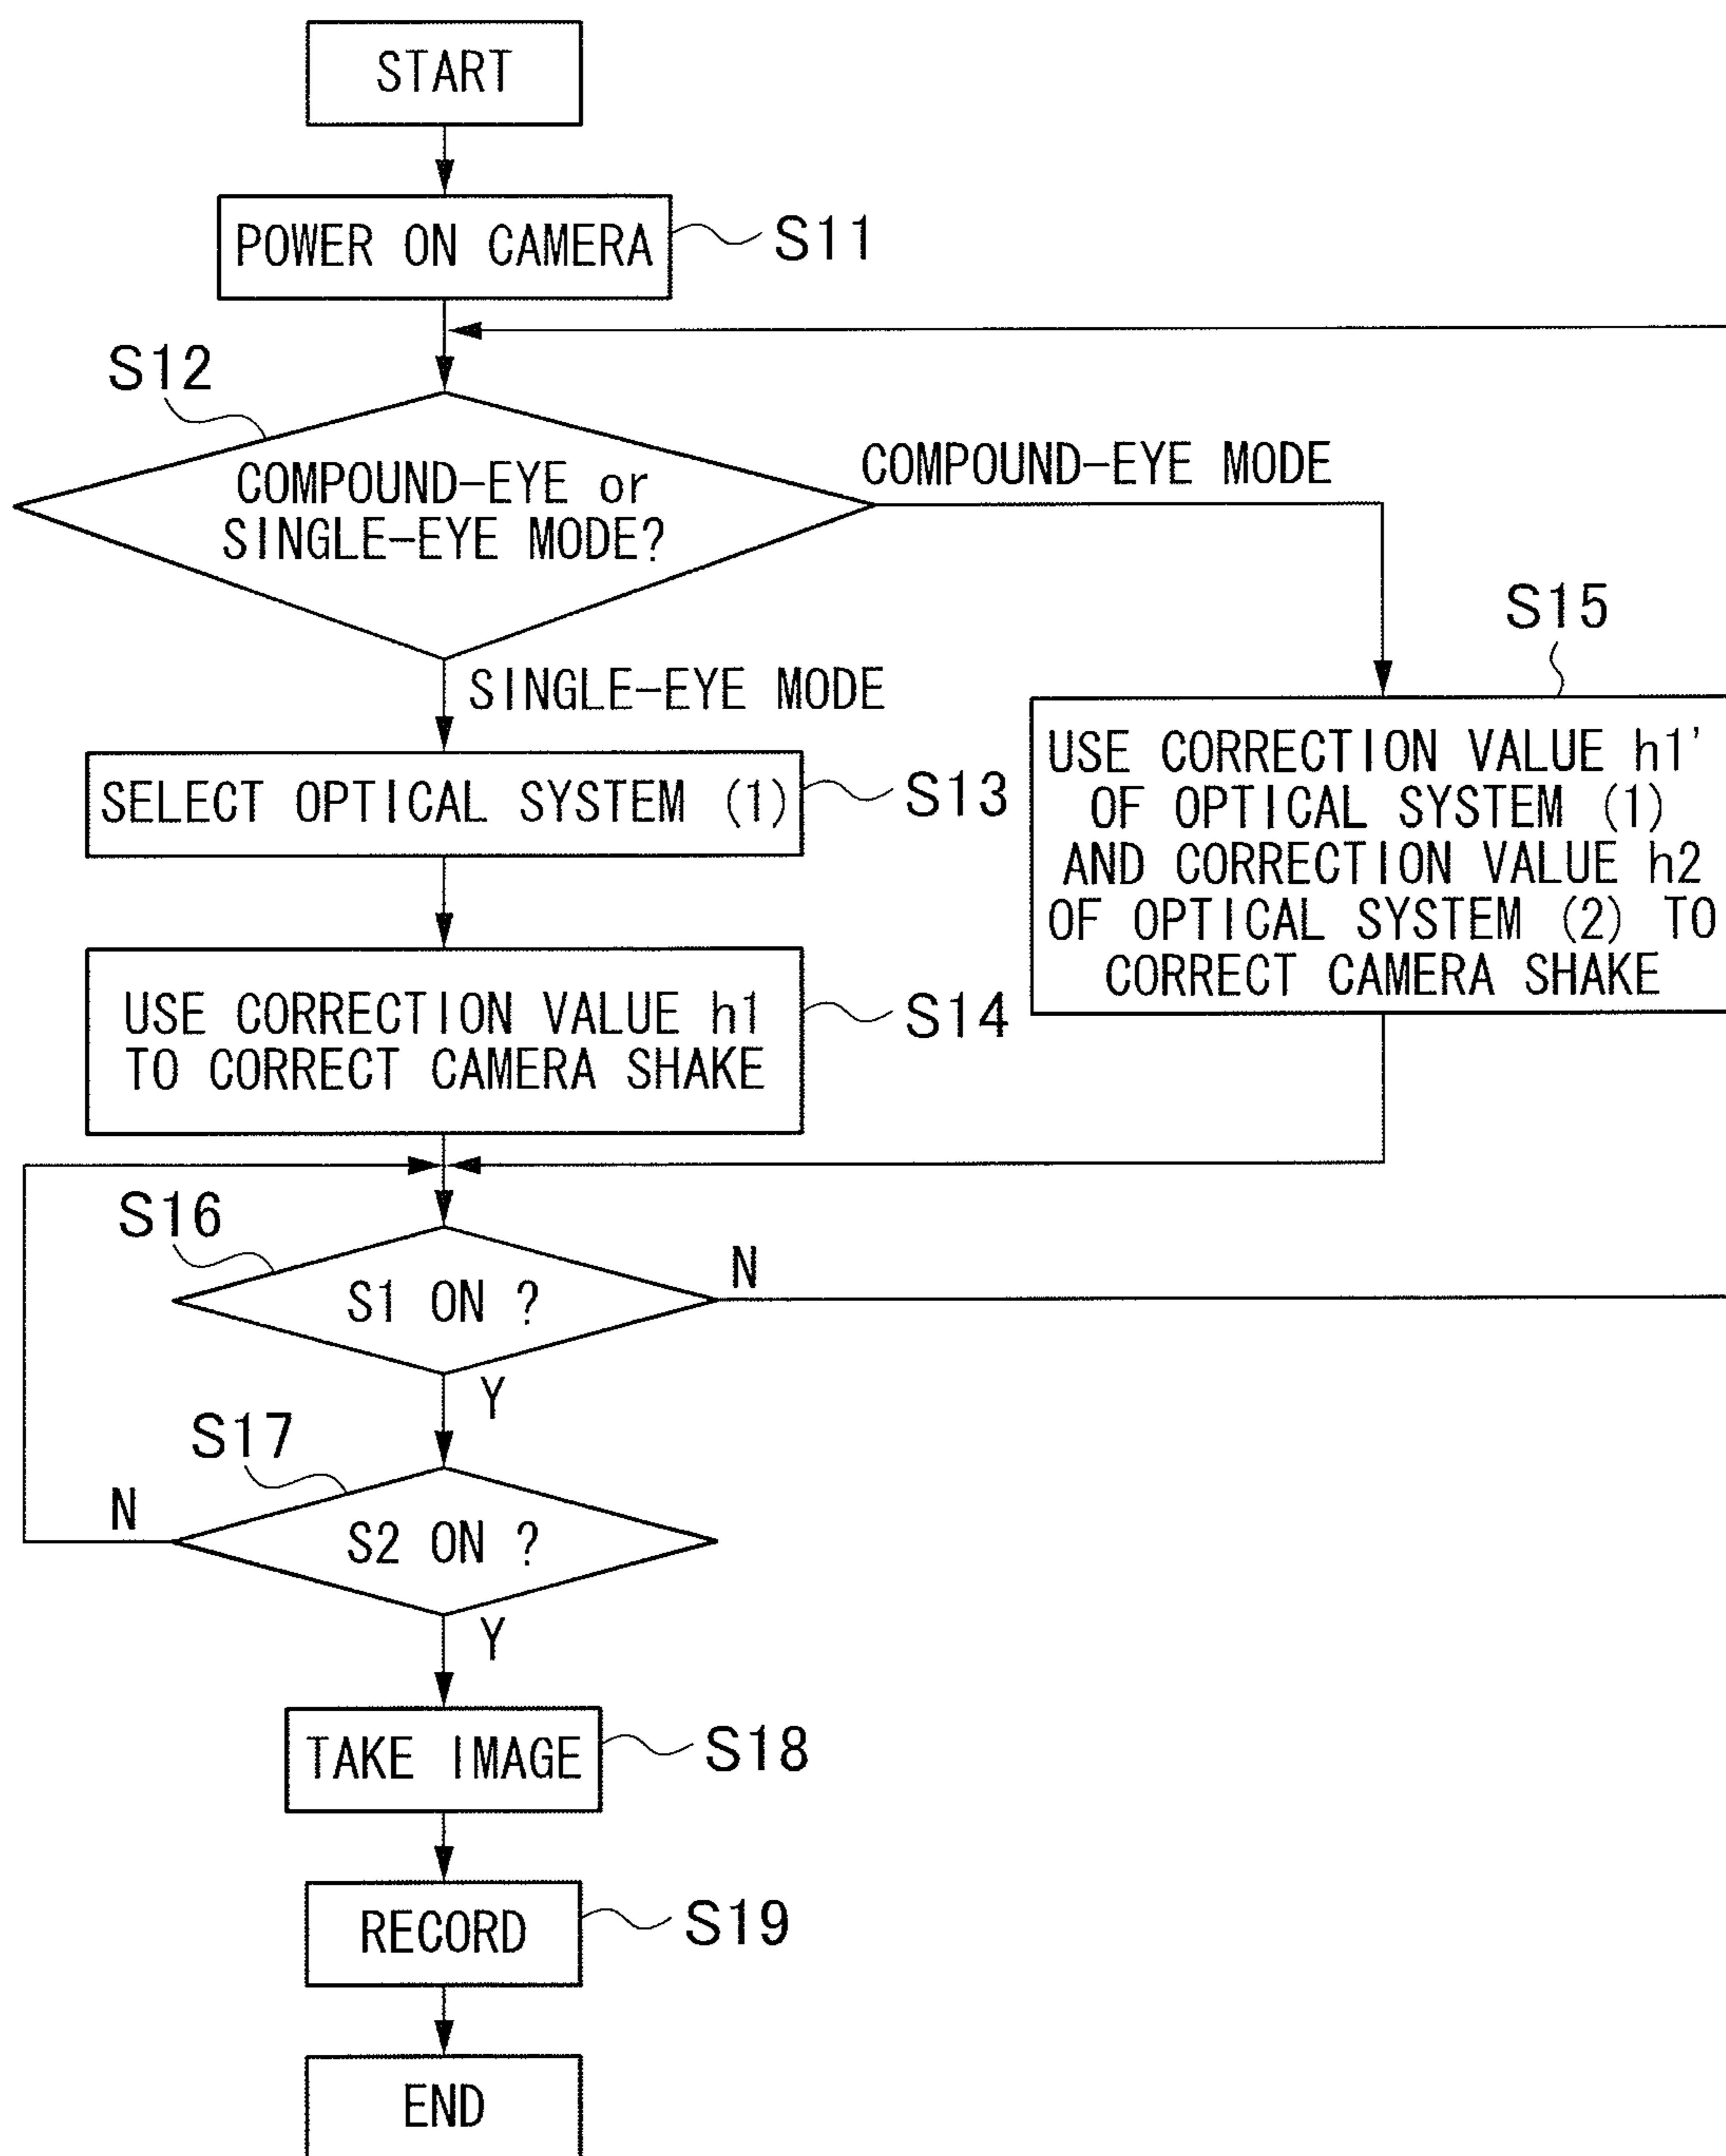 START
POWER ON CAMERA
S11
S12
COMPOUND-EYE or
SINGLE-EYE MODE?
COMPOUND-EYE MODE
SINGLE-EYE MODE
SELECT OPTICAL SYSTEM (1)
S13
USE CORRECTION VALUE h1
TO CORRECT CAMERA SHAKE
S14
S15
USE CORRECTION VALUE h1'
OF OPTICAL SYSTEM (1)
AND CORRECTION VALUE h2
OF OPTICAL SYSTEM (2) TO
CORRECT CAMERA SHAKE
S16
S1 ON ?
N
Y
S17
S2 ON ?
N
Y
TAKE IMAGE
S18
RECORD
S19
END